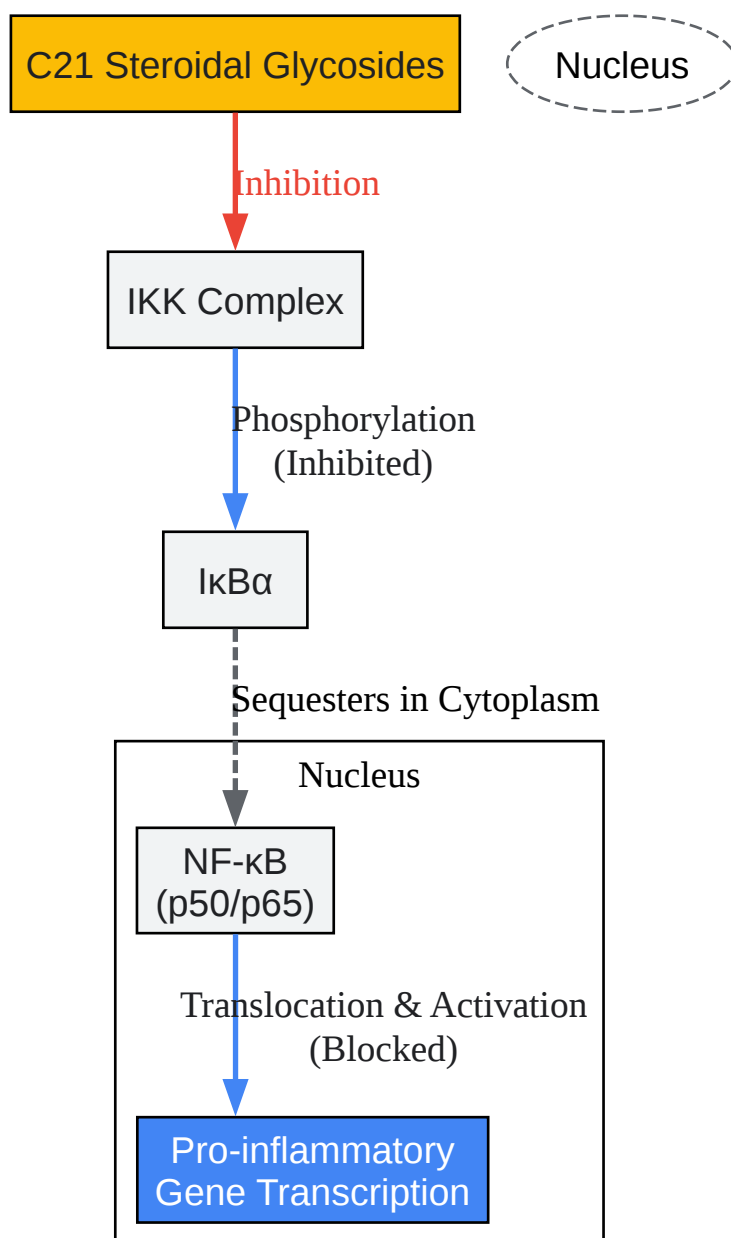 C21 Steroidal Glycosides
Nucleus
Inhibition
IKK Complex
Phosphorylation
(Inhibited)
IκBα
Sequesters in Cytoplasm
Nucleus
NF-κB
(p50/p65)
Translocation & Activation
(Blocked)
Pro-inflammatory
Gene Transcription